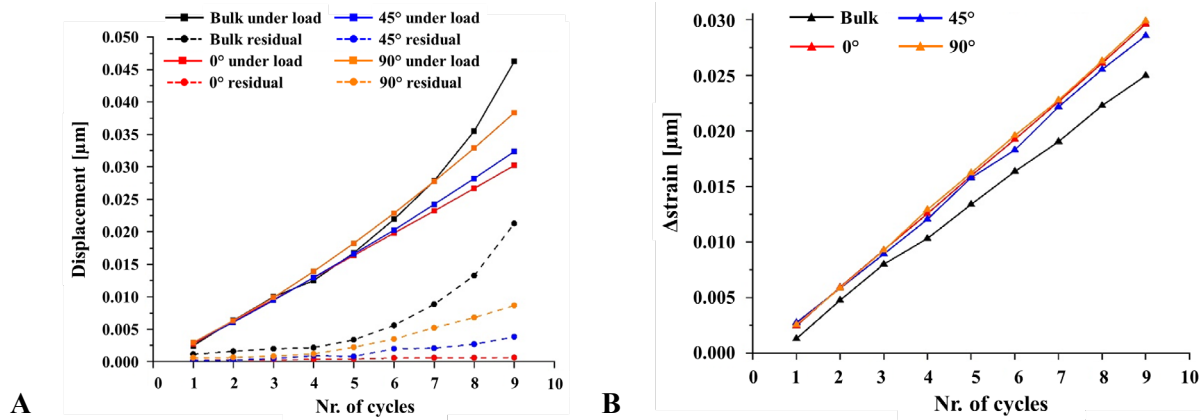 Bulk under load 45° under load
Bulk residual 45° residual
0° under load 90° under load
0° residual 90° residual
0.050
0.045
0.040
0.035
0.030
0.025
0.020
0.015
0.010
0.005
0.000
Displacement [µm]
0 1 2 3 4 5 6 7 8 9 10
Nr. of cycles
A
Bulk 45°
0° 90°
0.030
0.025
0.020
0.015
0.010
0.005
0.000
Δstrain [µm]
0 1 2 3 4 5 6 7 8 9 10
Nr. of cycles
B